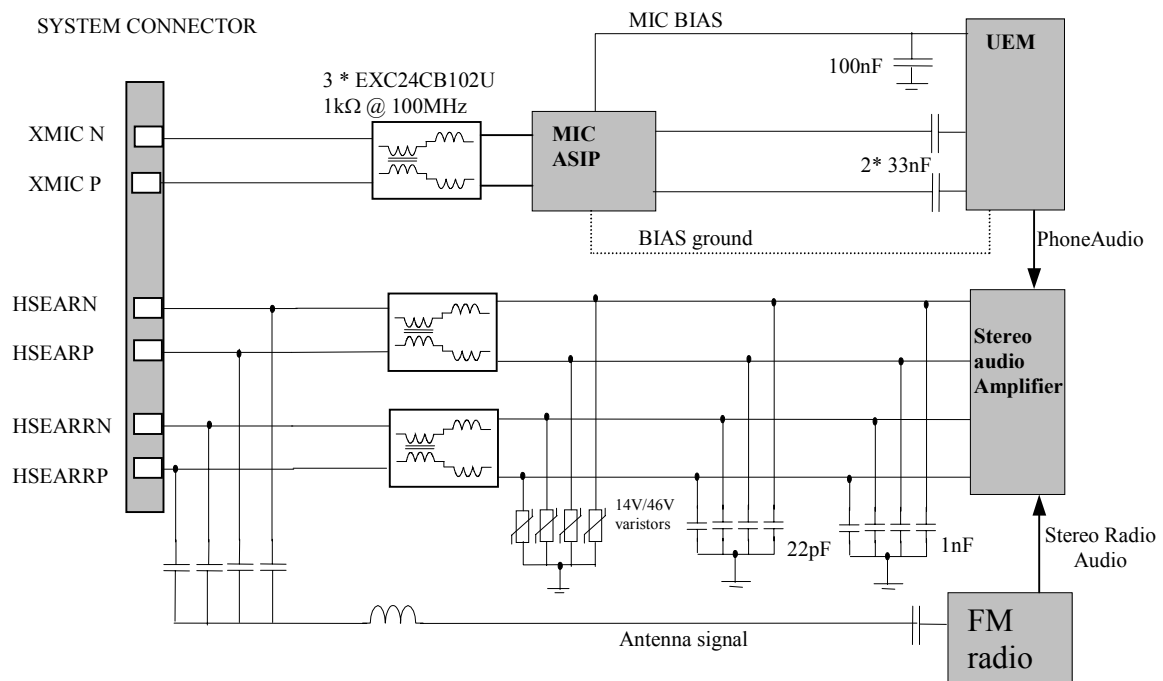 SYSTEM CONNECTOR
MIC BIAS
UEM
100nF
3 * EXC24CB102U
1kΩ @ 100MHz
XMIC N
MIC
ASIP
XMIC P
2* 33nF
BIAS ground
PhoneAudio
HSEARN
HSEARP
Stereo
audio
Amplifier
HSEARRN
HSEARRP
14V/46V
varistors
22pF
1nF
Stereo Radio
Audio
Antenna signal
FM
radio